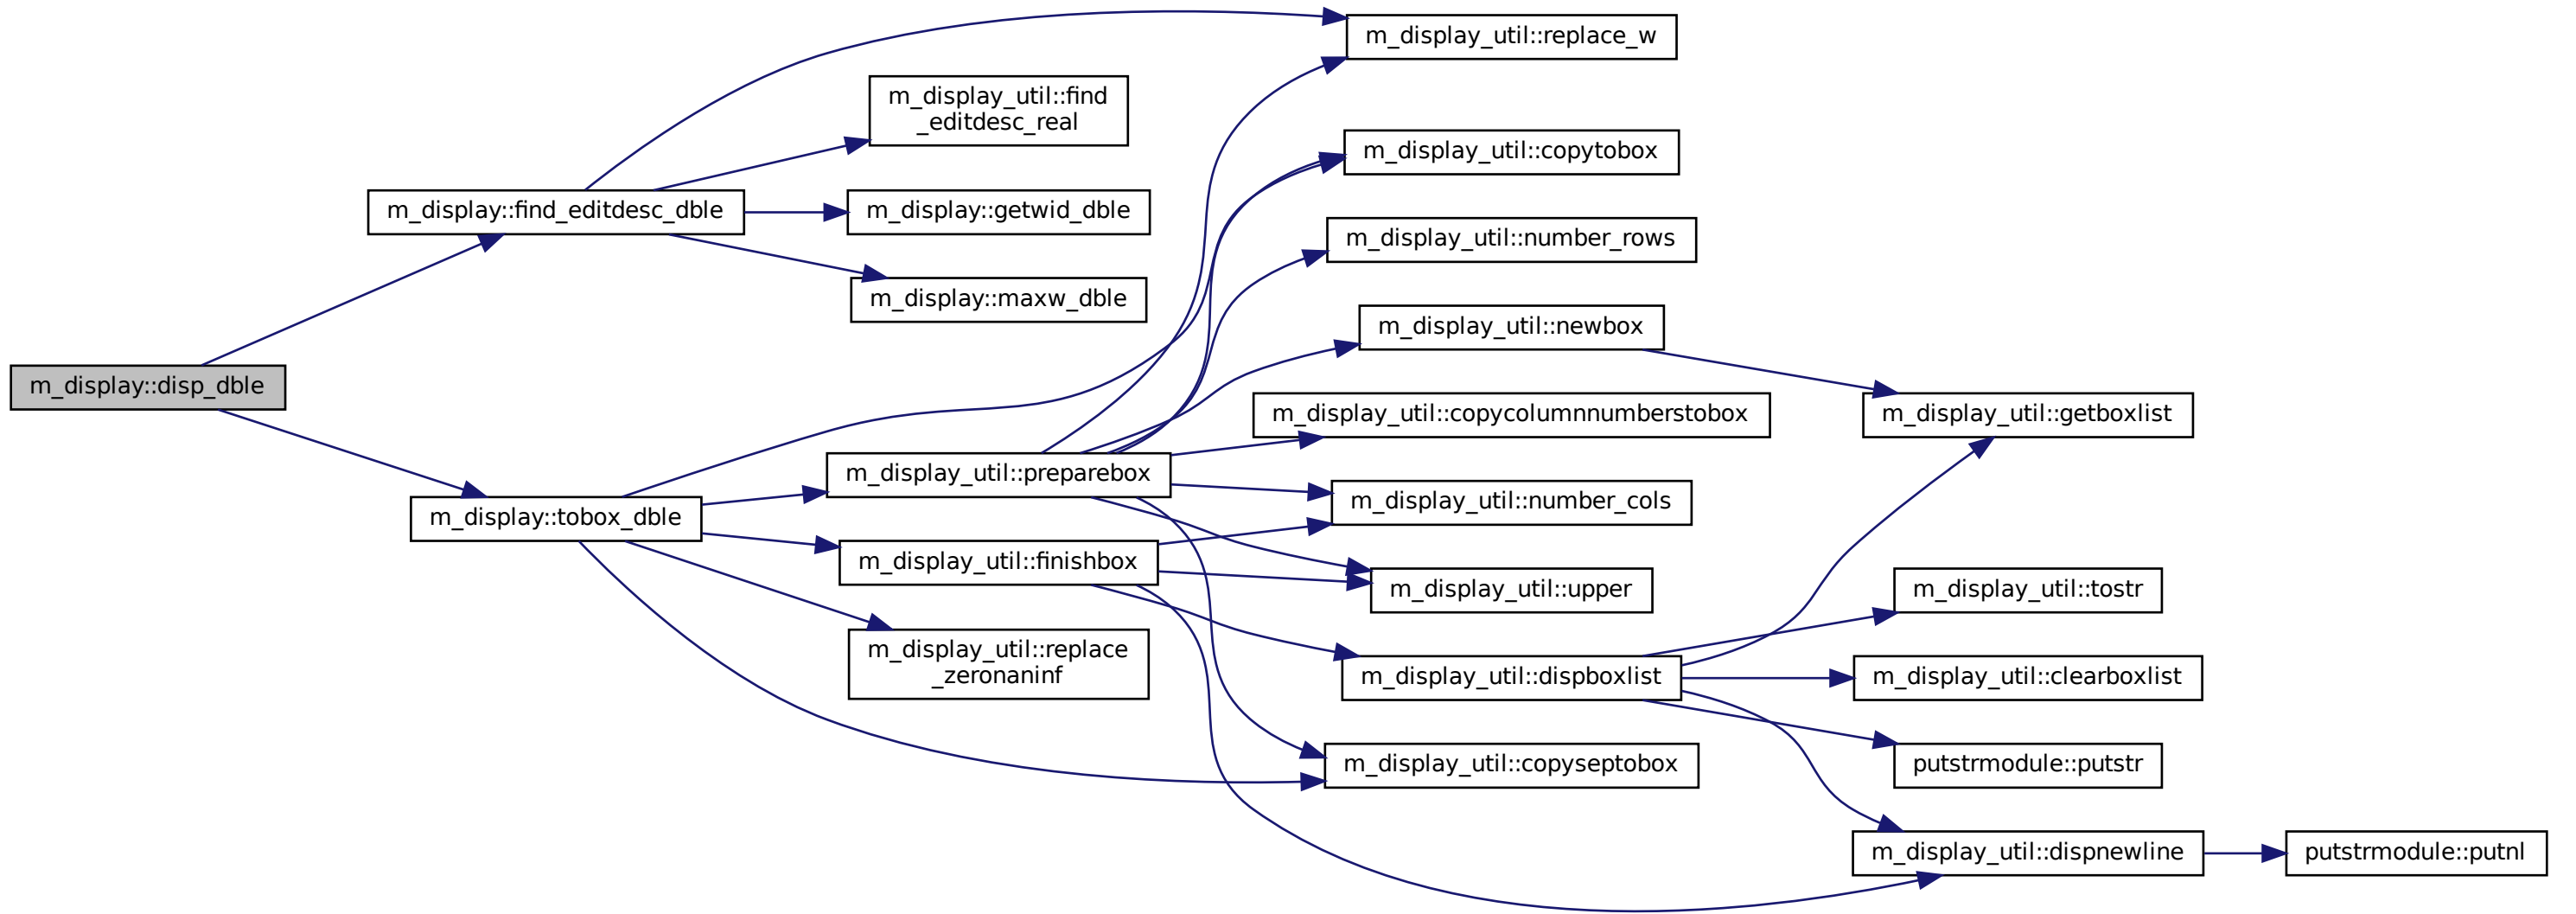 m_display_util::replace_w
m_display_util::find
_editdesc_real
m_display_util::copytobox
m_display::find_editdesc_dble
m_display::getwid_dble
m_display_util::number_rows
m_display::maxw_dble
m_display_util::newbox
m_display::disp_dble
m_display_util::copycolumnnumberstobox
m_display_util::getboxlist
m_display_util::preparebox
m_display_util::number_cols
m_display::tobox_dble
m_display_util::finishbox
m_display_util::upper
m_display_util::tostr
m_display_util::replace
_zeronaninf
m_display_util::dispboxlist
m_display_util::clearboxlist
m_display_util::copyseptobox
putstrmodule::putstr
m_display_util::dispnewline
putstrmodule::putnl